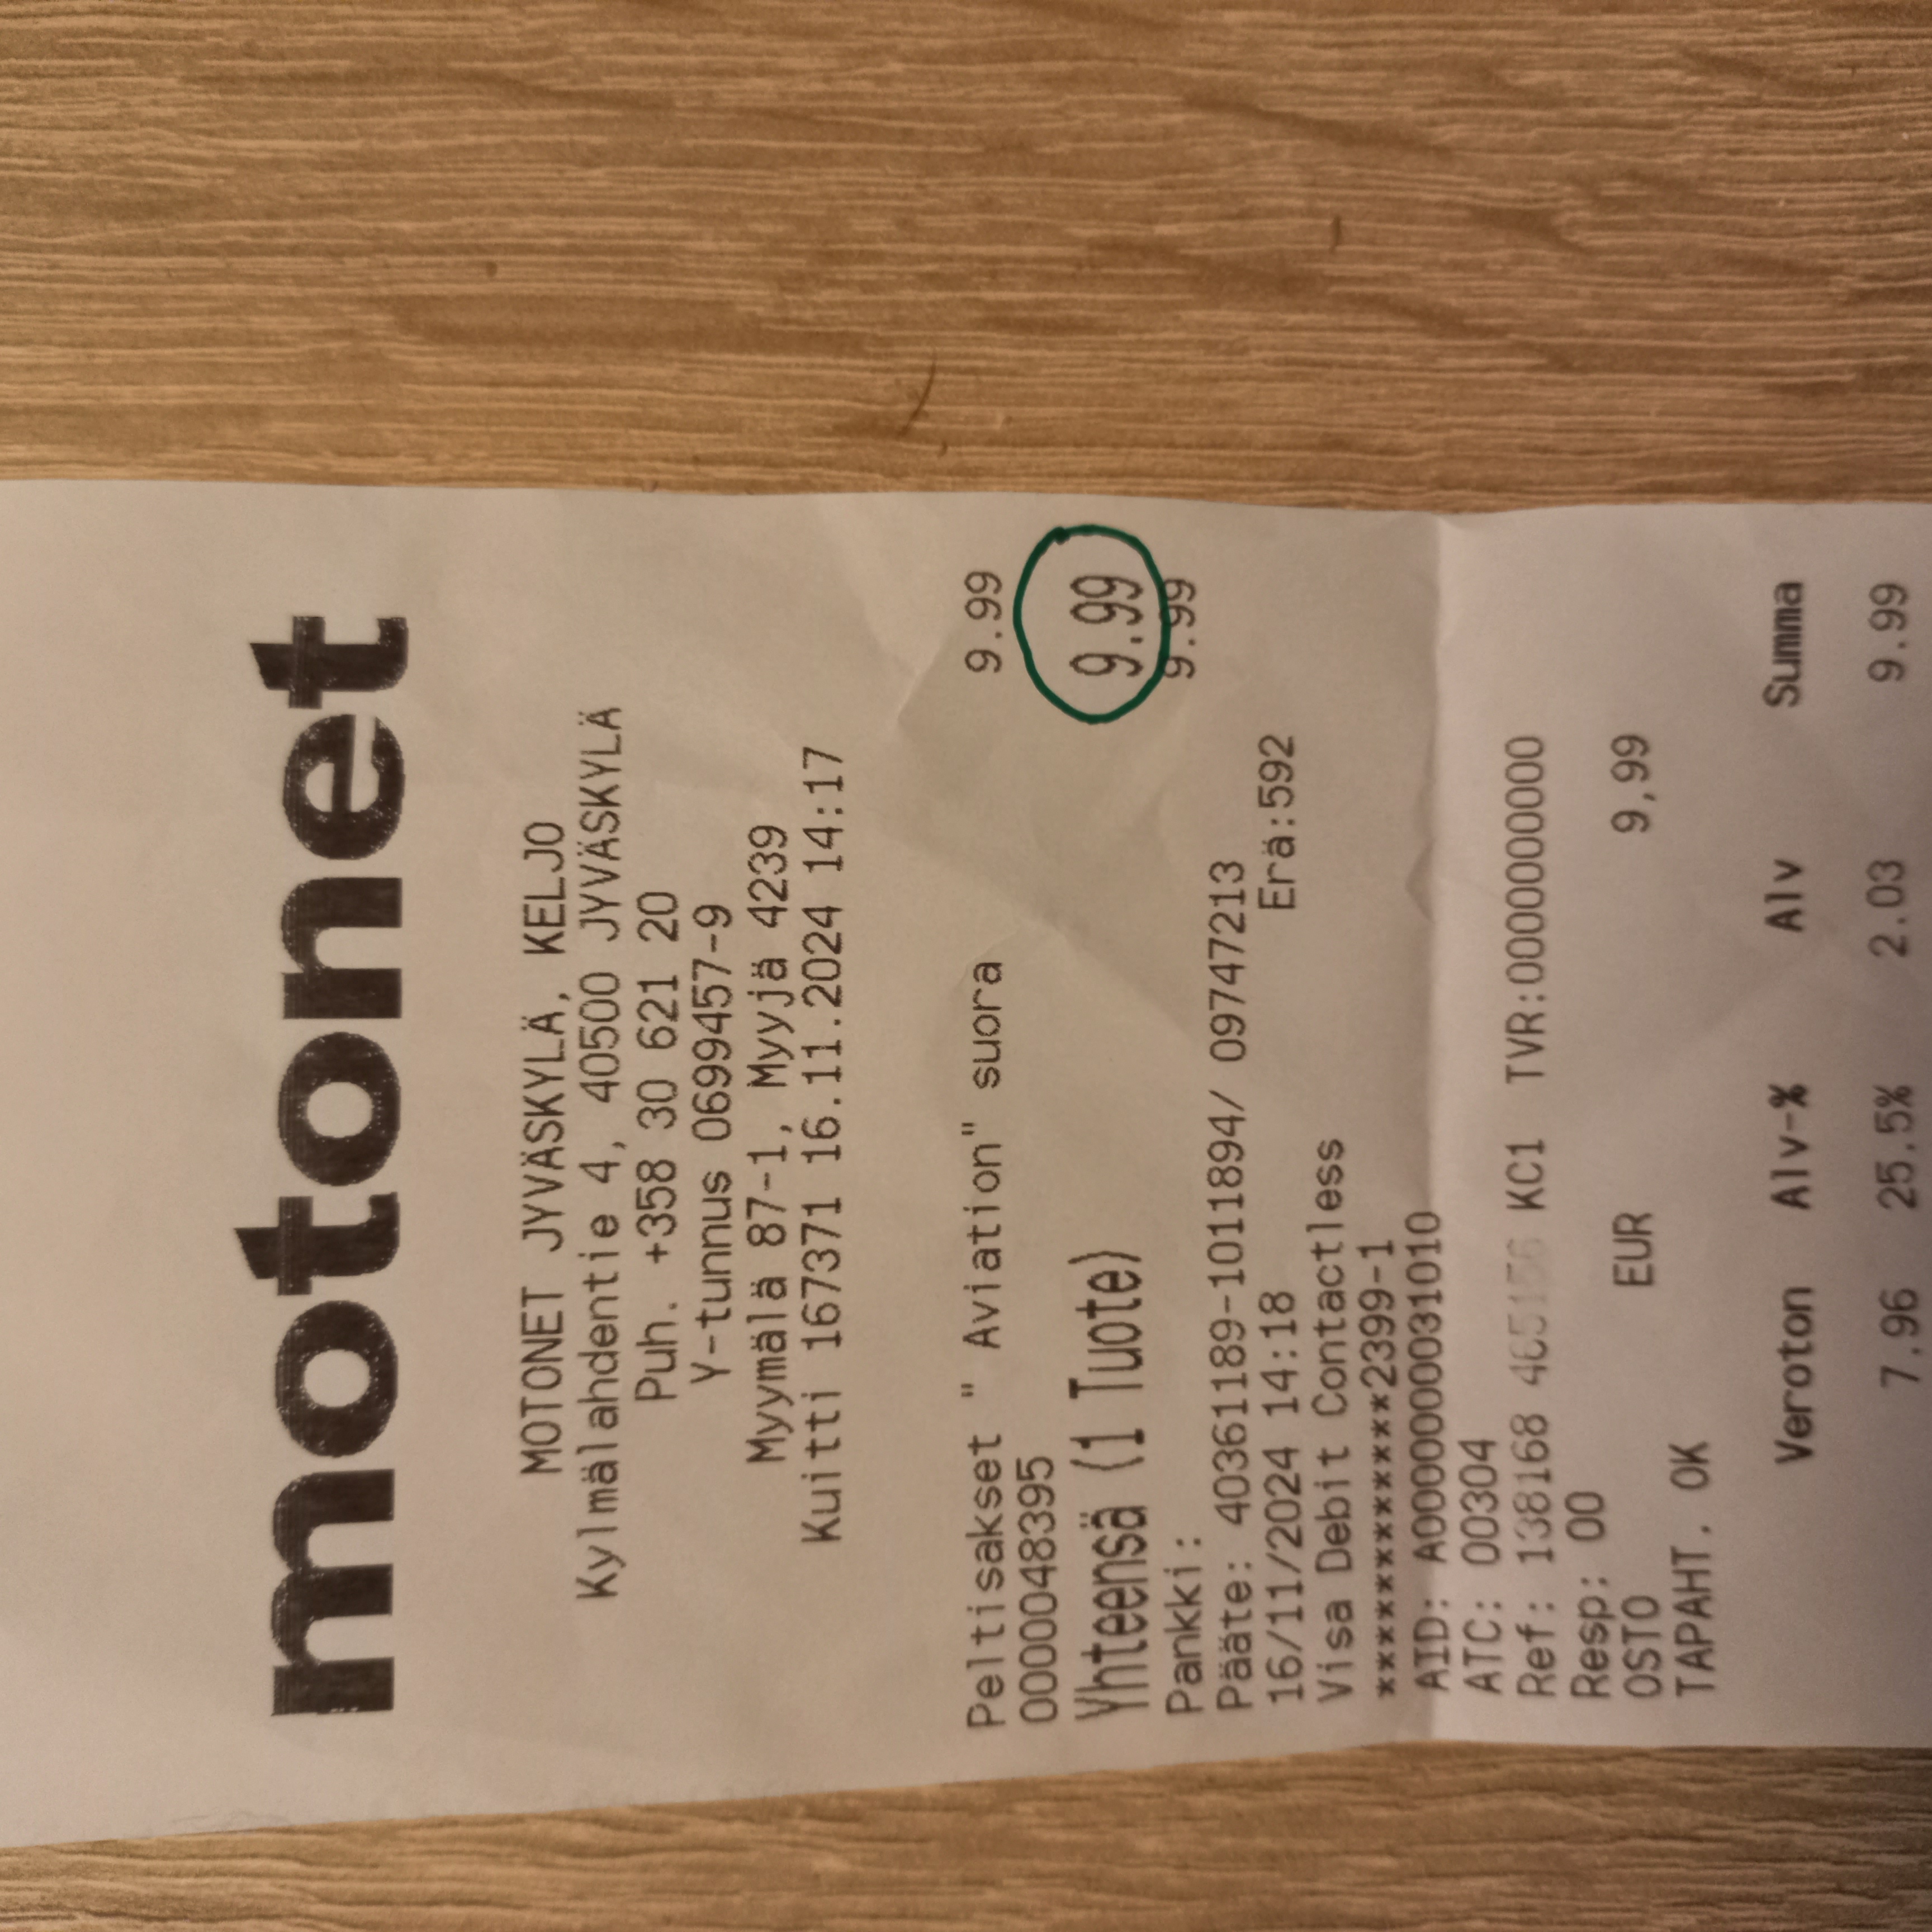 motonet
MOTONET JYVÄSKYLÄ, KELJO
Kylmälahdentie 4, 40500 JYVÄSKYLÄ
Puh. +358 30 621 20
Y-tunnus 0699457-9
Myymälä 87-1, Myyjä 4239
Kuitti 167371 16.11.2024 14:17
Peltisakset " Aviation" suora 9.99
0000483395
Yhteensä (1 Tuote) 9.99
Pankki: 9.99
Pääte: 40361189-1011894/ 09747213
16/11/2024 14:18 Erä:592
Visa Debit Contactless
************2399-1
AID: A0000000031010
ATC: 00304
Ref: 138168 KC1 TVR:0000000000
Resp: 00
OSTO EUR 9,99
TAPAHT. OK
Veroton Alv-% Alv Summa
7.96 25.5% 2.03 9.99